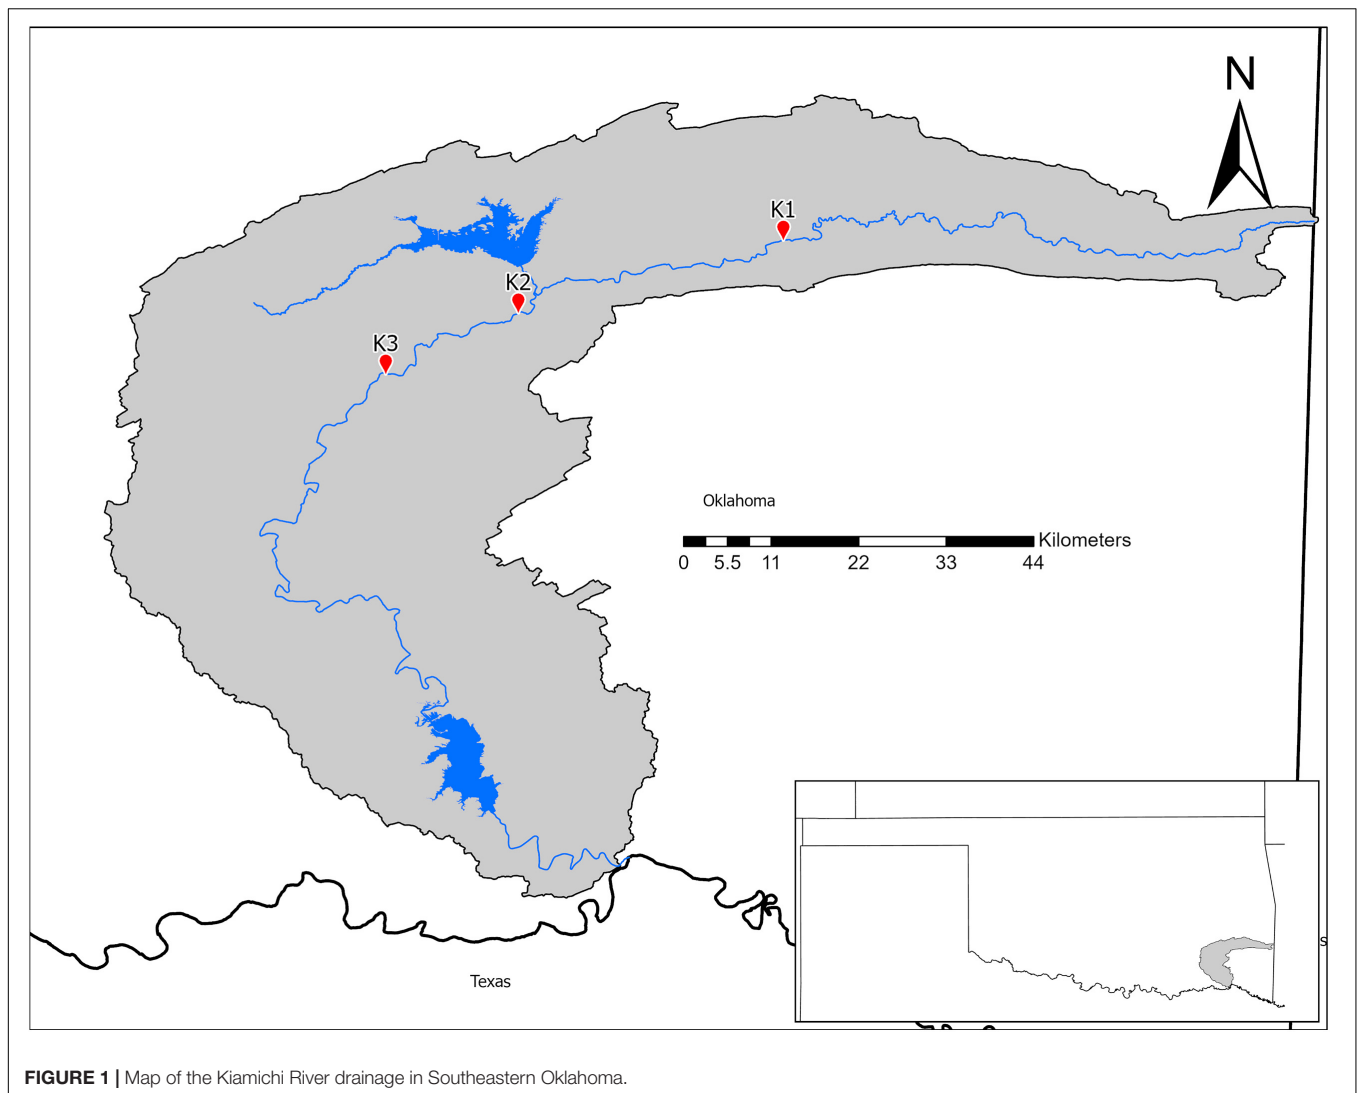 N
K1
K2
K3
Oklahoma
Kilometers
0 5.5 11 22 33 44
s
Texas
FIGURE 1 | Map of the Kiamichi River drainage in Southeastern Oklahoma.